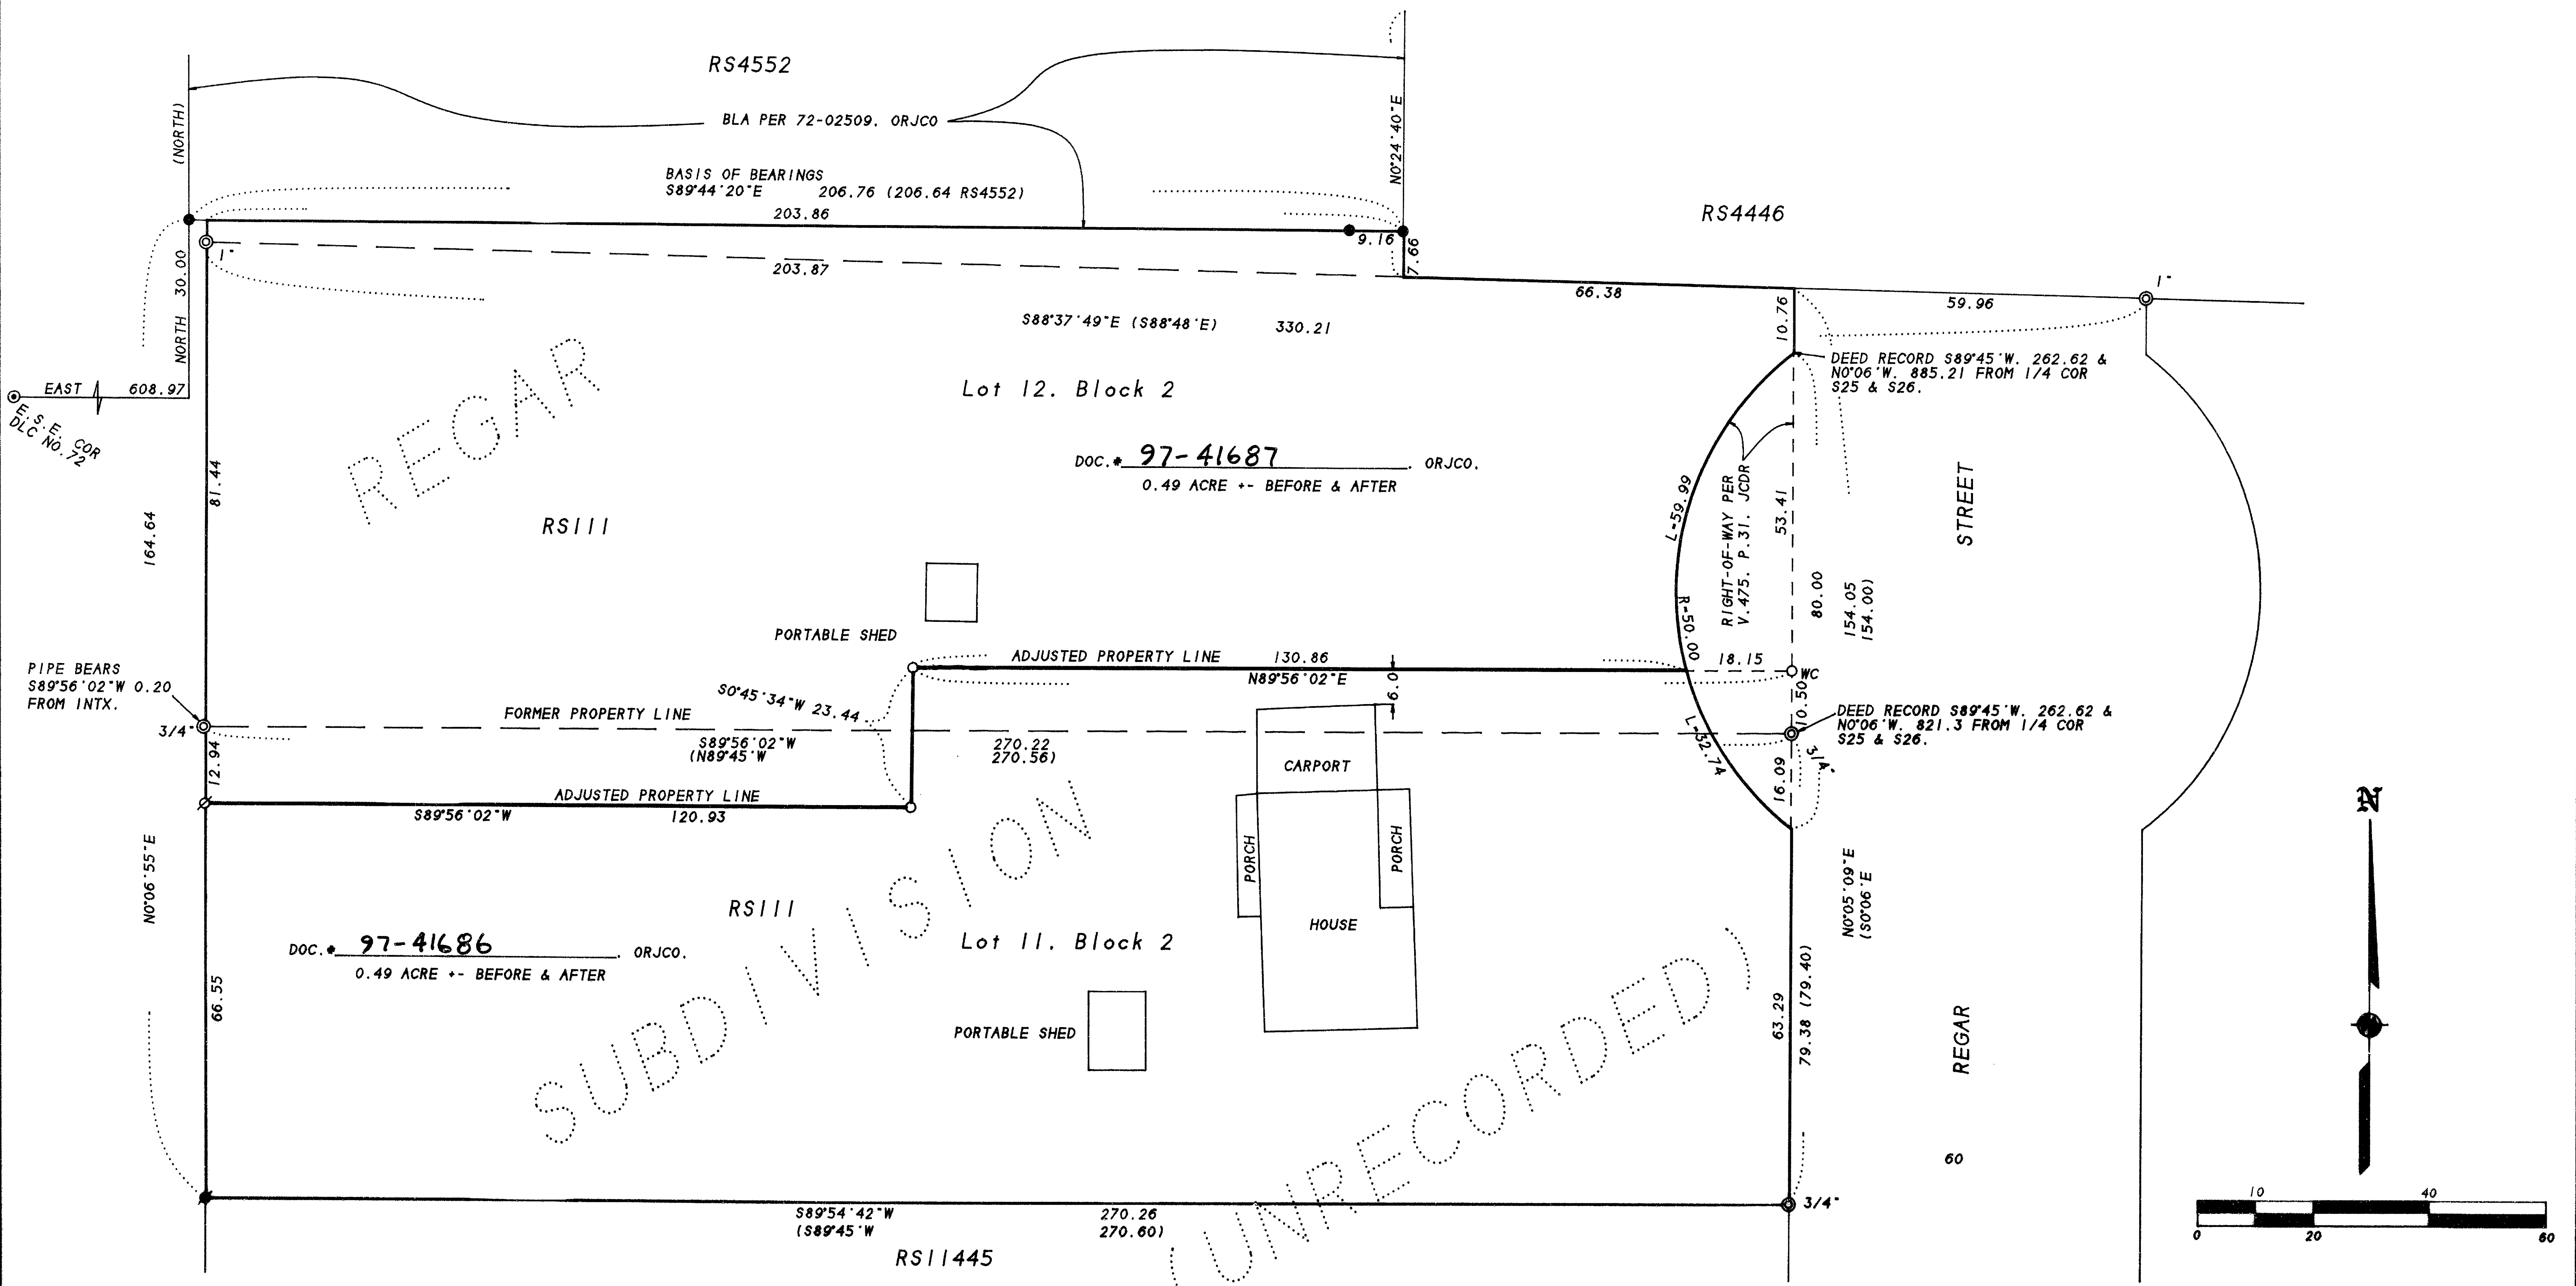 RS4552
(NORTH)
BLA PER 72-02509. ORJCO
N0°24'40"E
BASIS OF BEARINGS
S89°44'20"E 206.76 (206.64 RS4552)
203.86
RS4446
9.16
7.66
1"
203.87
NORTH 30.00
66.38
59.96
1"
10.76
S88°37'49"E (S88°48'E) 330.21
DEED RECORD S89°45'W. 262.62 &
N0°06'W. 885.21 FROM 1/4 COR
S25 & S26.
EAST 608.97
E. S.E. COR
DLC NO. 72
REGAR
Lot 12. Block 2
DOC.# 97-41687 . ORJCO.
0.49 ACRE +- BEFORE & AFTER
81.44
164.64
RS111
L=59.99
RIGHT-OF-WAY PER
V.475. P.31. JCDR
53.41
STREET
R=50.00
80.00
154.05
154.00)
PORTABLE SHED
ADJUSTED PROPERTY LINE 130.86
N89°56'02"E
18.15
WC
6.0
PIPE BEARS
S89°56'02"W 0.20
FROM INTX.
S0°45'34"W 23.44
FORMER PROPERTY LINE
10.50
DEED RECORD S89°45'W. 262.62 &
N0°06'W. 821.3 FROM 1/4 COR
S25 & S26.
3/4"
S89°56'02"W 270.22
(N89°45'W 270.56)
L=32.74
3/4"
12.94
CARPORT
16.09
ADJUSTED PROPERTY LINE
S89°56'02"W 120.93
N
N0°06'55"E
PORCH
PORCH
N0°05'09"E
(S0°06'E
RS111
SUBDIVISION
HOUSE
Lot 11. Block 2
DOC.# 97-41686 . ORJCO.
0.49 ACRE +- BEFORE & AFTER
66.55
PORTABLE SHED
63.29
79.38 (79.40)
REGAR
(UNRECORDED)
60
3/4"
S89°54'42"W 270.26
(S89°45'W 270.60)
RS11445
10 40
0 20 60